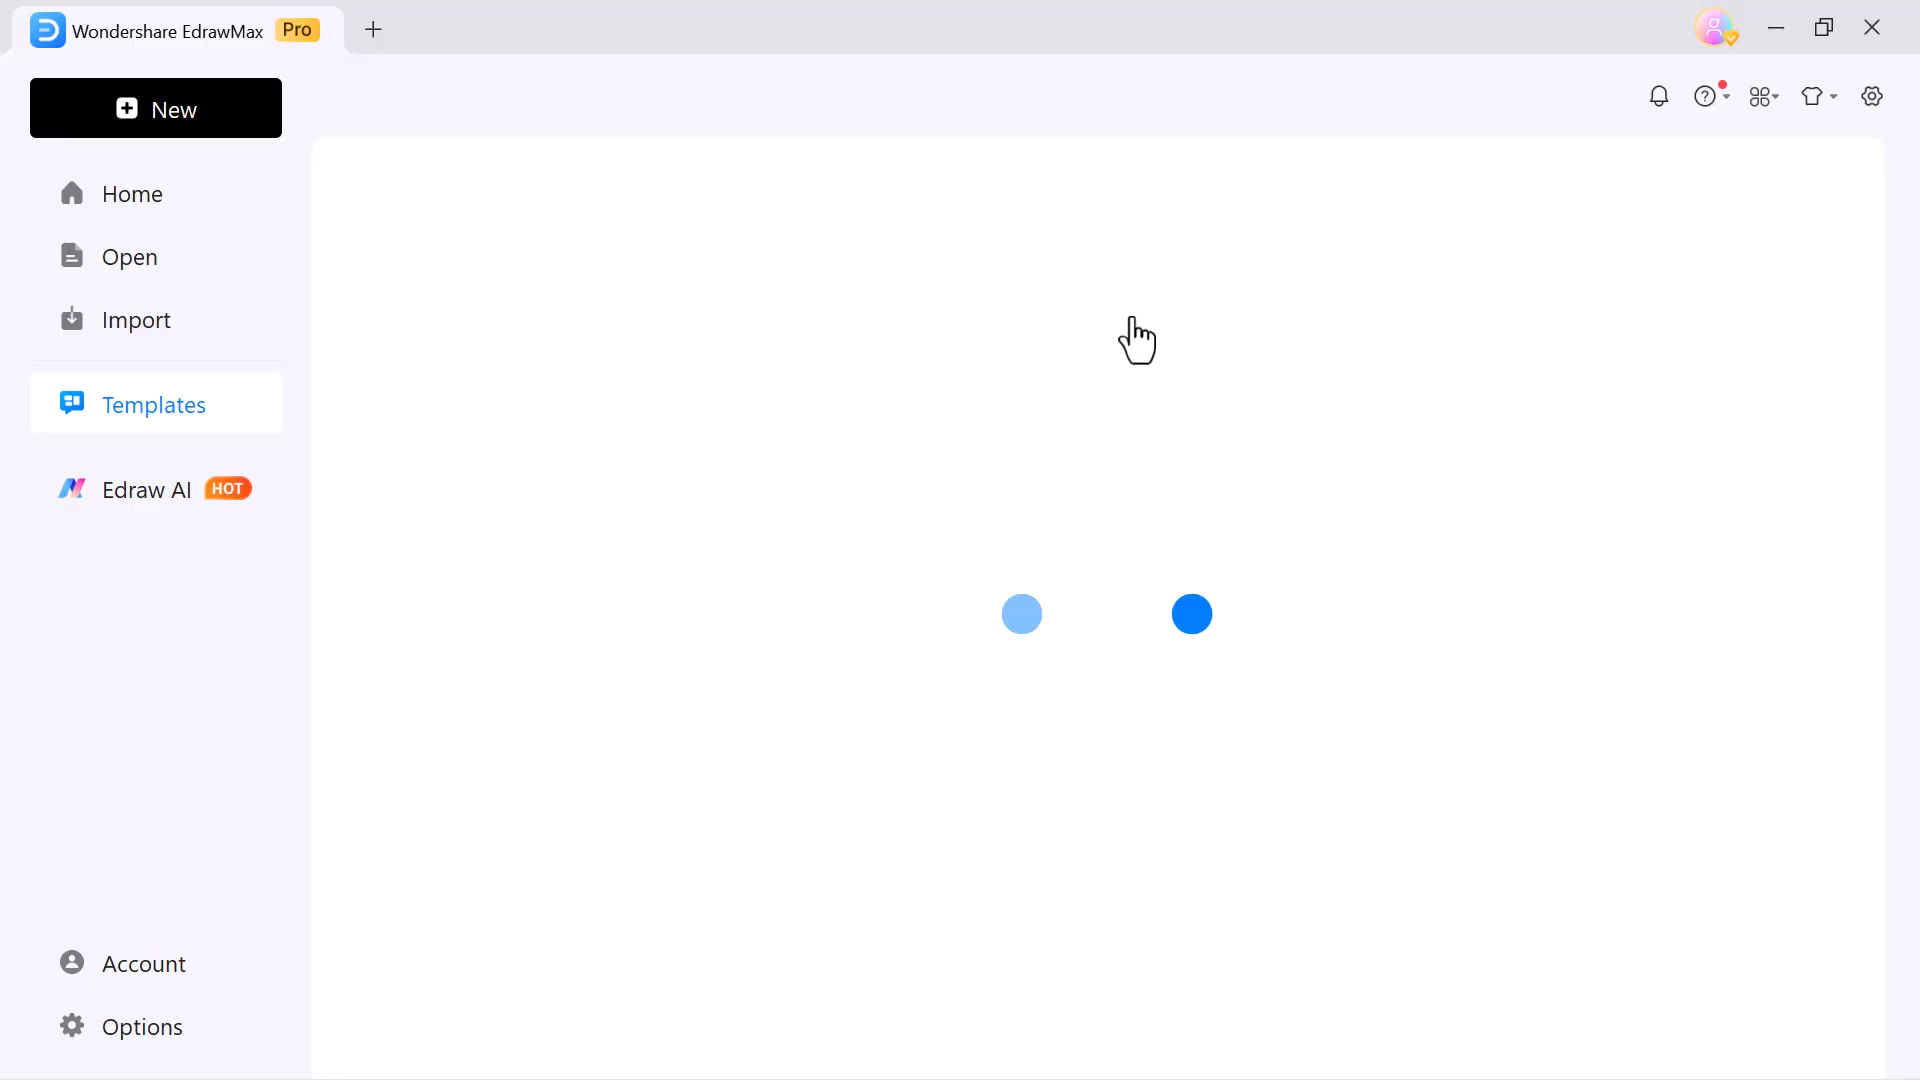 Wondershare EdrawMax Pro
New
Home
Open
Import
Templates
Edraw AI HOT
Account
Options